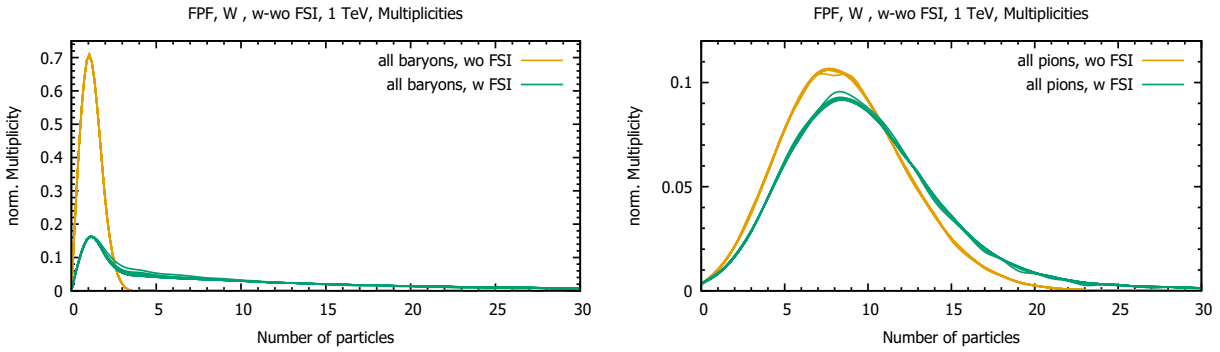 FPF, W , w-wo FSI, 1 TeV, Multiplicities
0.7
0.6
0.5
0.4
0.3
0.2
0.1
0
norm. Multiplicity
all baryons, wo FSI
all baryons, w FSI
0 5 10 15 20 25 30
Number of particles
FPF, W , w-wo FSI, 1 TeV, Multiplicities
0.1
0.05
0
norm. Multiplicity
all pions, wo FSI
all pions, w FSI
0 5 10 15 20 25 30
Number of particles